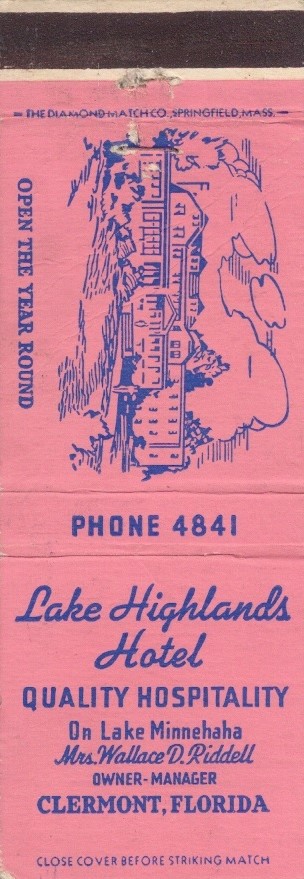 THE DIAMOND MATCH CO., SPRINGFIELD, MASS.
OPEN THE YEAR ROUND
PHONE 4841
Lake Highlands
Hotel
QUALITY HOSPITALITY
On Lake Minnehaha
Mrs. Wallace D. Riddell
OWNER-MANAGER
CLERMONT, FLORIDA
CLOSE COVER BEFORE STRIKING MATCH